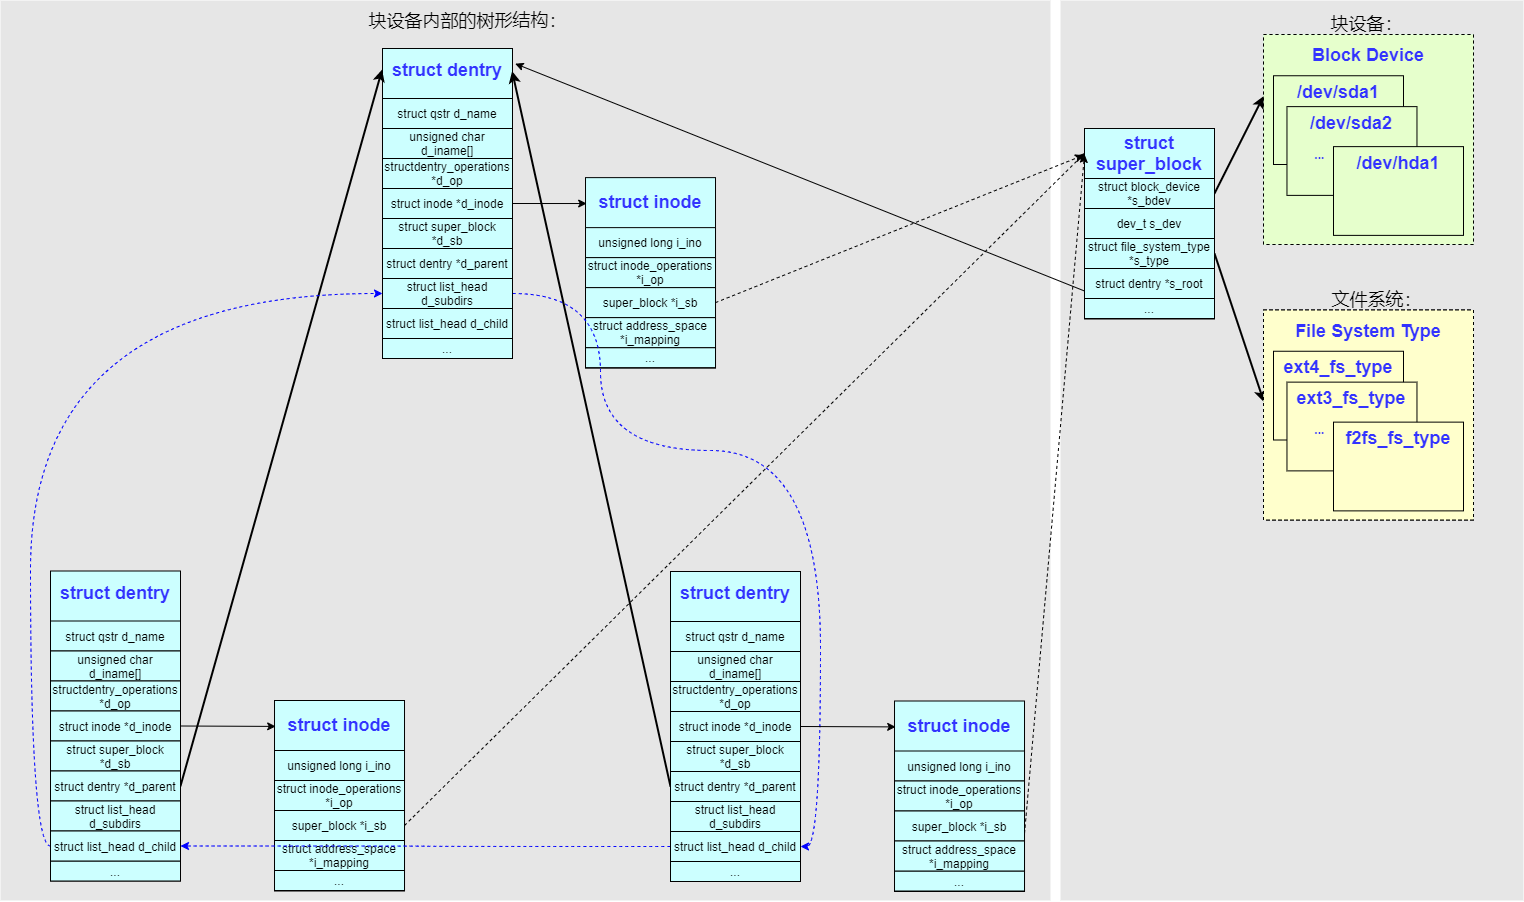 块设备内部的树形结构：
struct dentry
struct qstr d_name
unsigned char
d_iname[]
structdentry_operations
*d_op
struct inode *d_inode
struct super_block
*d_sb
struct dentry *d_parent
struct list_head
d_subdirs
struct list_head d_child
...
struct inode
unsigned long i_ino
struct inode_operations
*i_op
super_block *i_sb
struct address_space
*i_mapping
...
struct dentry
struct qstr d_name
unsigned char
d_iname[]
structdentry_operations
*d_op
struct inode *d_inode
struct super_block
*d_sb
struct dentry *d_parent
struct list_head
d_subdirs
struct list_head d_child
...
struct inode
unsigned long i_ino
struct inode_operations
*i_op
super_block *i_sb
struct address_space
*i_mapping
...
struct dentry
struct qstr d_name
unsigned char
d_iname[]
structdentry_operations
*d_op
struct inode *d_inode
struct super_block
*d_sb
struct dentry *d_parent
struct list_head
d_subdirs
struct list_head d_child
...
struct inode
unsigned long i_ino
struct inode_operations
*i_op
super_block *i_sb
struct address_space
*i_mapping
...
struct
super_block
struct block_device
*s_bdev
dev_t s_dev
struct file_system_type
*s_type
struct dentry *s_root
...
块设备：
Block Device
/dev/sda1
/dev/sda2
...
/dev/hda1
文件系统：
File System Type
ext4_fs_type
ext3_fs_type
...
f2fs_fs_type